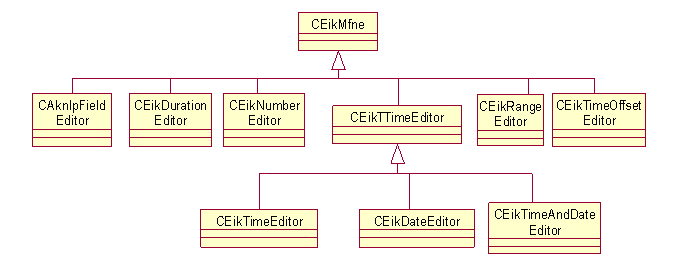 CEikMfne
CAknIpField
Editor
CEikDuration
Editor
CEikNumber
Editor
CEikTTimeEditor
CEikRange
Editor
CEikTimeOffset
Editor
CEikTimeEditor
CEikDateEditor
CEikTimeAndDate
Editor